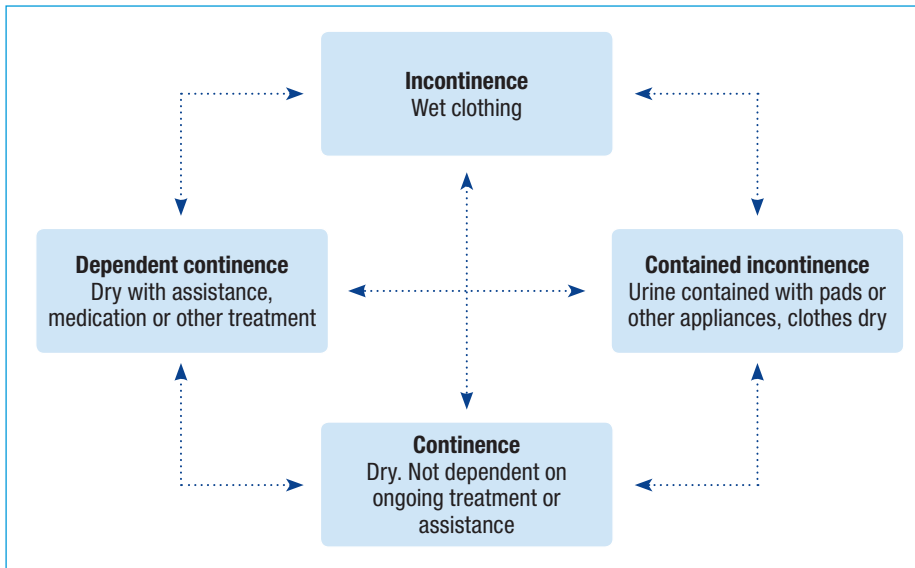 Incontinence
Wet clothing
Dependent continence
Dry with assistance,
medication or other treatment
Contained incontinence
Urine contained with pads or
other appliances, clothes dry
Continence
Dry. Not dependent on
ongoing treatment or
assistance